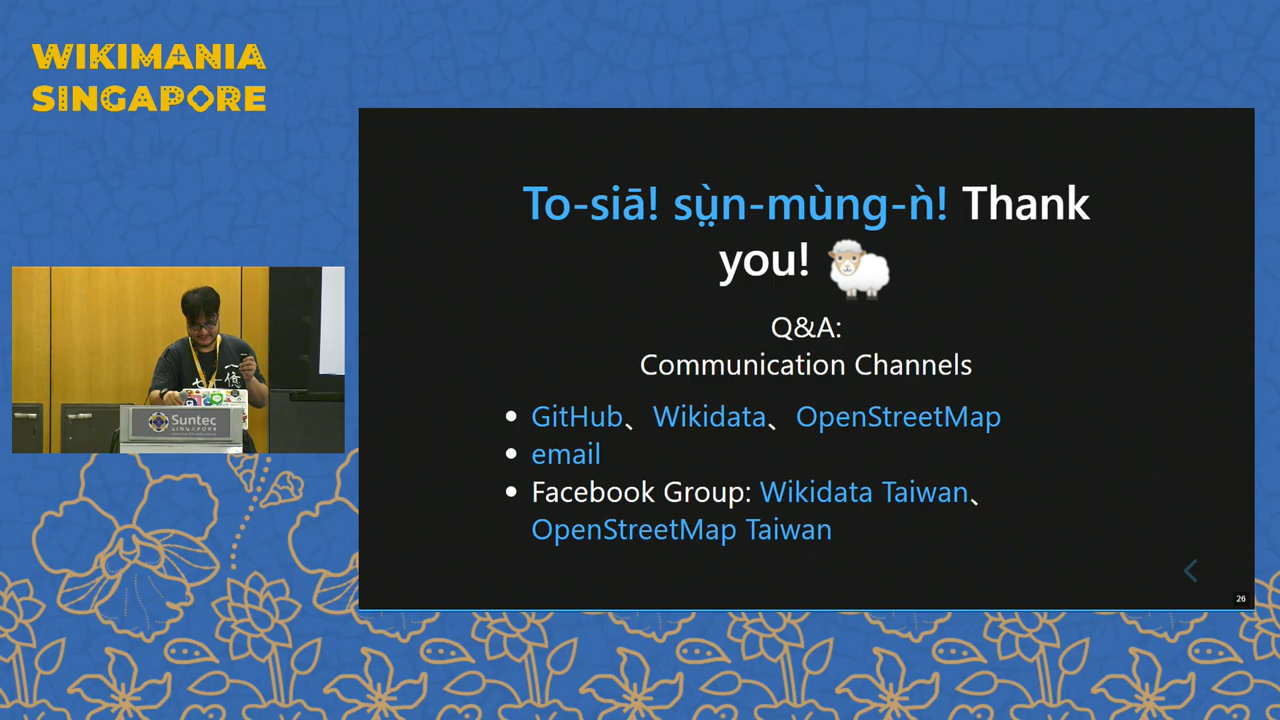 WIKIMANIA
SINGAPORE
To-siā! sṳ̀n-mùng-ǹ! Thank
you!
Q&A:
Communication Channels
GitHub、Wikidata、OpenStreetMap
email
Facebook Group: Wikidata Taiwan、
OpenStreetMap Taiwan
26
Suntec
SINGAPORE